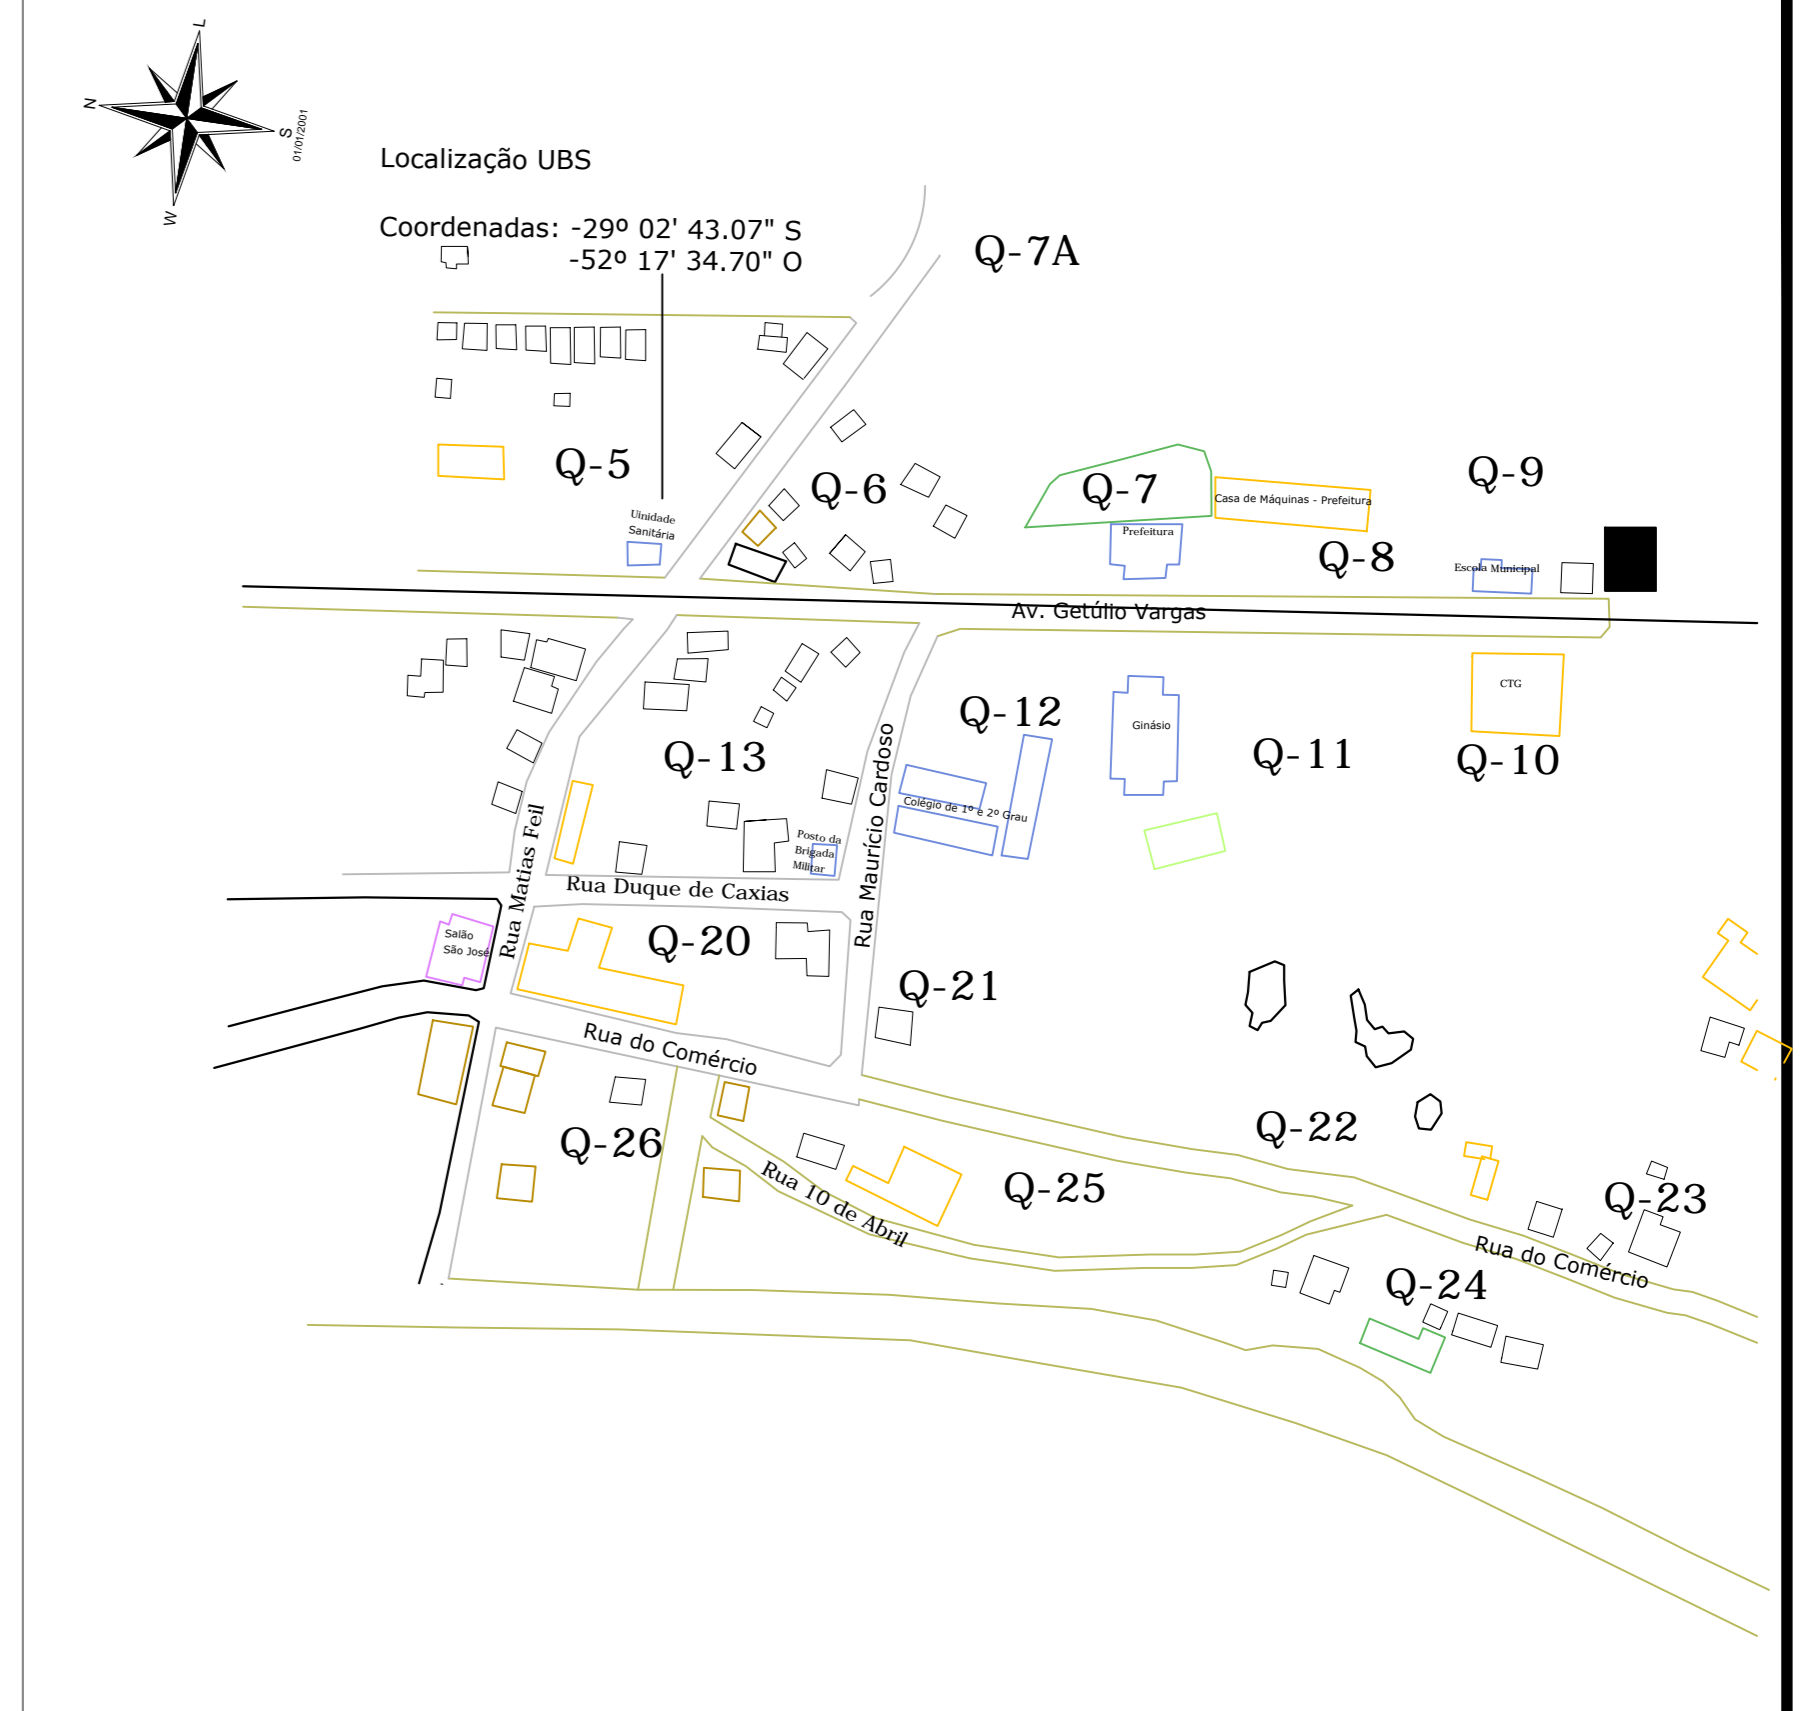 L
N
S
W
01/01/2001
Localização UBS
Coordenadas: -29º 02' 43.07" S
-52º 17' 34.70" O
Q-7A
Q-5
Q-6
Q-7
Casa de Máquinas - Prefeitura
Q-9
Uinidade
Sanitária
Prefeitura
Q-8
Escola Municipal
Av. Getúlio Vargas
CTG
Q-12
Ginásio
Q-13
Q-11
Q-10
Rua Maurício Cardoso
Colégio de 1º e 2º Grau
Posto da
Brigada
Militar
Rua Matias Feil
Rua Duque de Caxias
Salão
São José
Q-20
Q-21
Rua do Comércio
Q-22
Q-26
Rua 10 de Abril
Q-25
Q-23
Rua do Comércio
Q-24